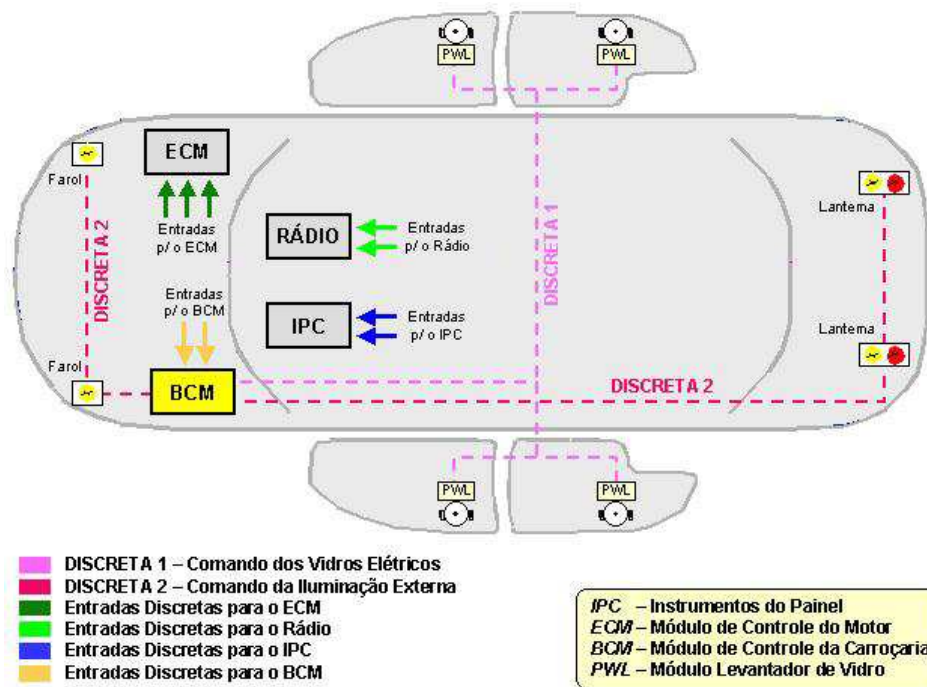 PWL
PWL
ECM
Farol
Entradas
p/ o ECM
DISCRETA 2
RÁDIO
Entradas
p/ o Rádio
DISCRETA 1
Lanterna
Entradas
p/ o BCM
IPC
Entradas
p/ o IPC
Lanterna
Farol
BCM
DISCRETA 2
PWL
PWL
DISCRETA 1 – Comando dos Vidros Elétricos
DISCRETA 2 – Comando da Iluminação Externa
Entradas Discretas para o ECM
Entradas Discretas para o Rádio
Entradas Discretas para o IPC
Entradas Discretas para o BCM
IPC – Instrumentos do Painel
ECM – Módulo de Controle do Motor
BCM – Módulo de Controle da Carroçaria
PWL – Módulo Levantador de Vidro